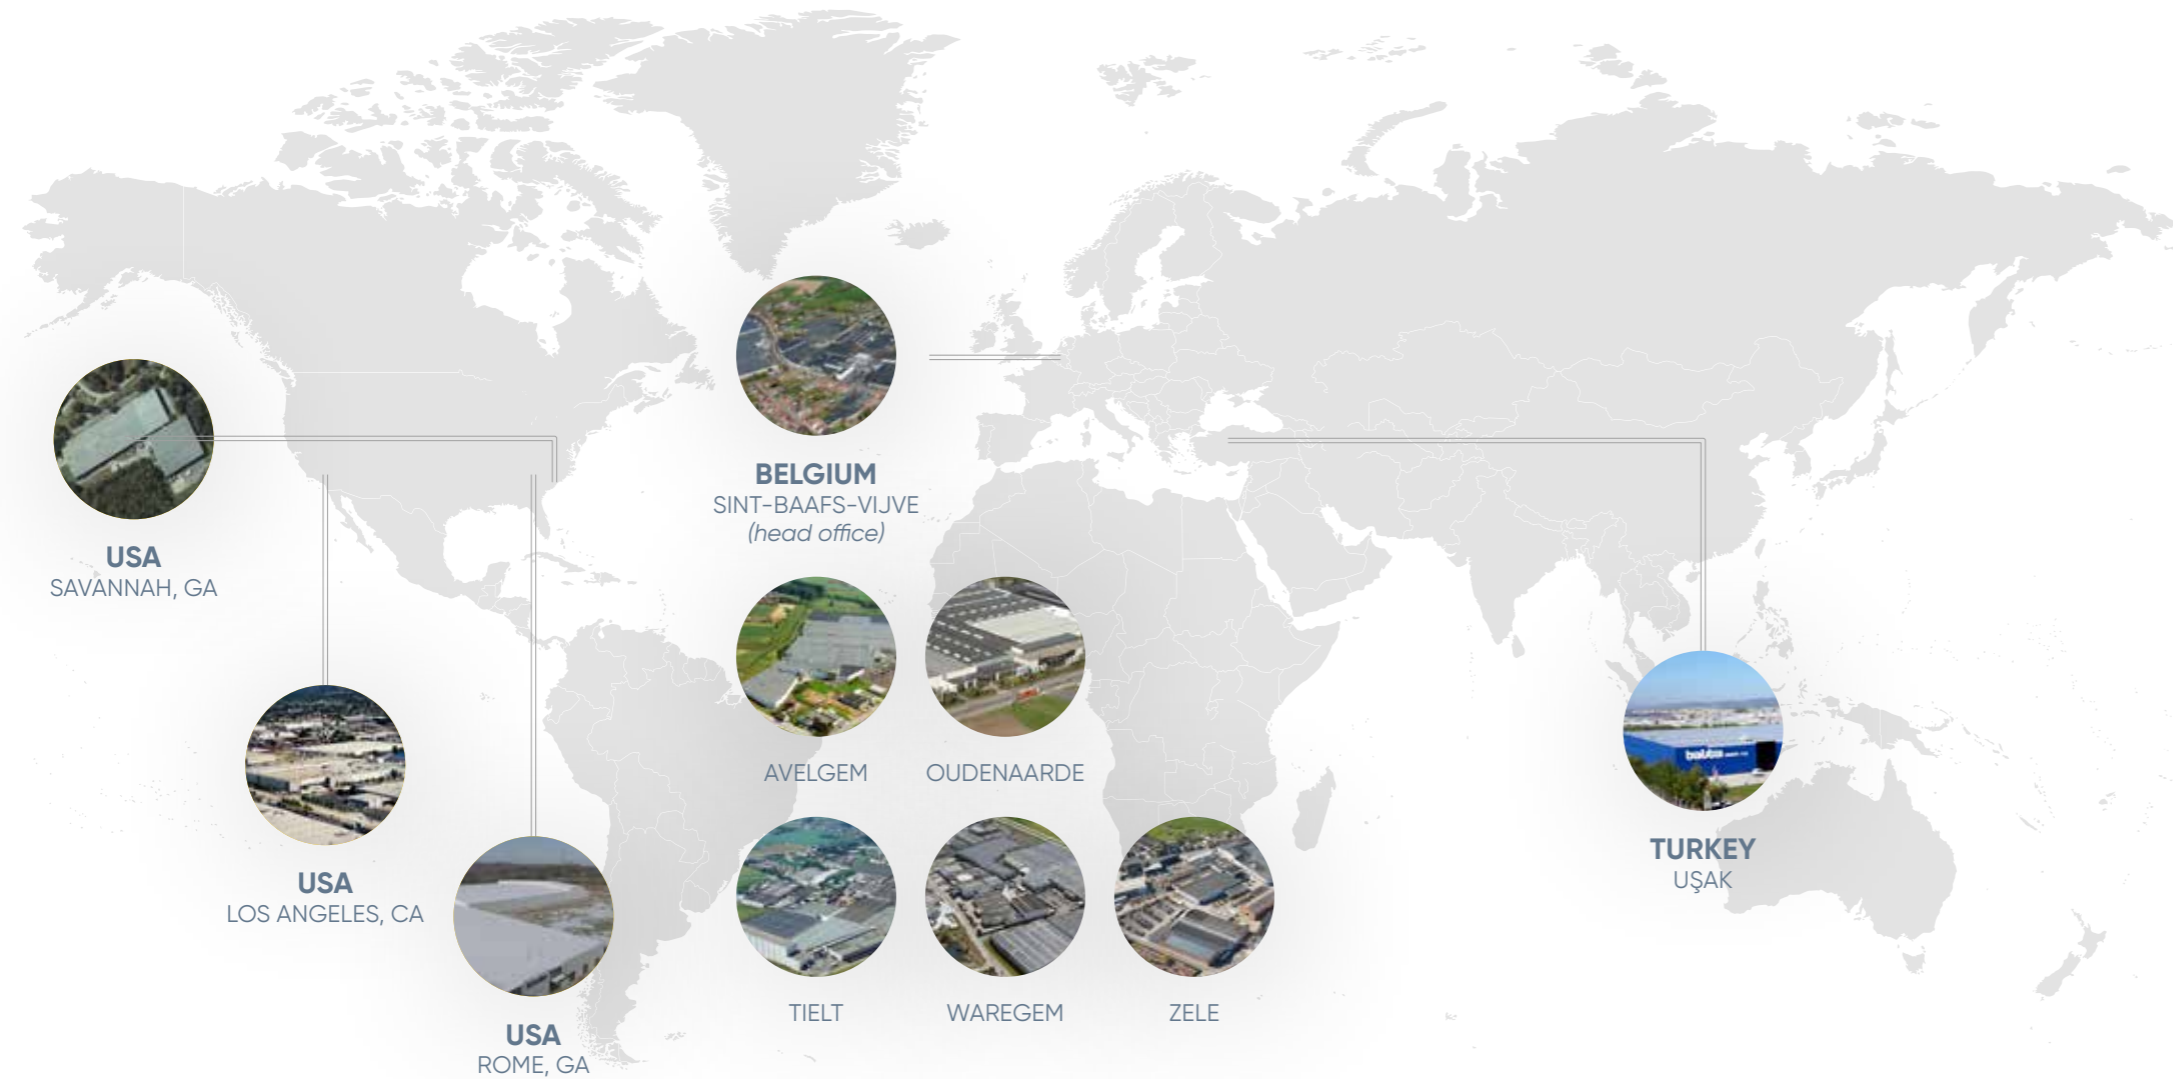 BELGIUM
SINT-BAAFS-VIJVE
(head office)
USA
SAVANNAH, GA
AVELGEM
OUDENAARDE
TURKEY
UŞAK
USA
LOS ANGELES, CA
TIELT
WAREGEM
ZELE
USA
ROME, GA